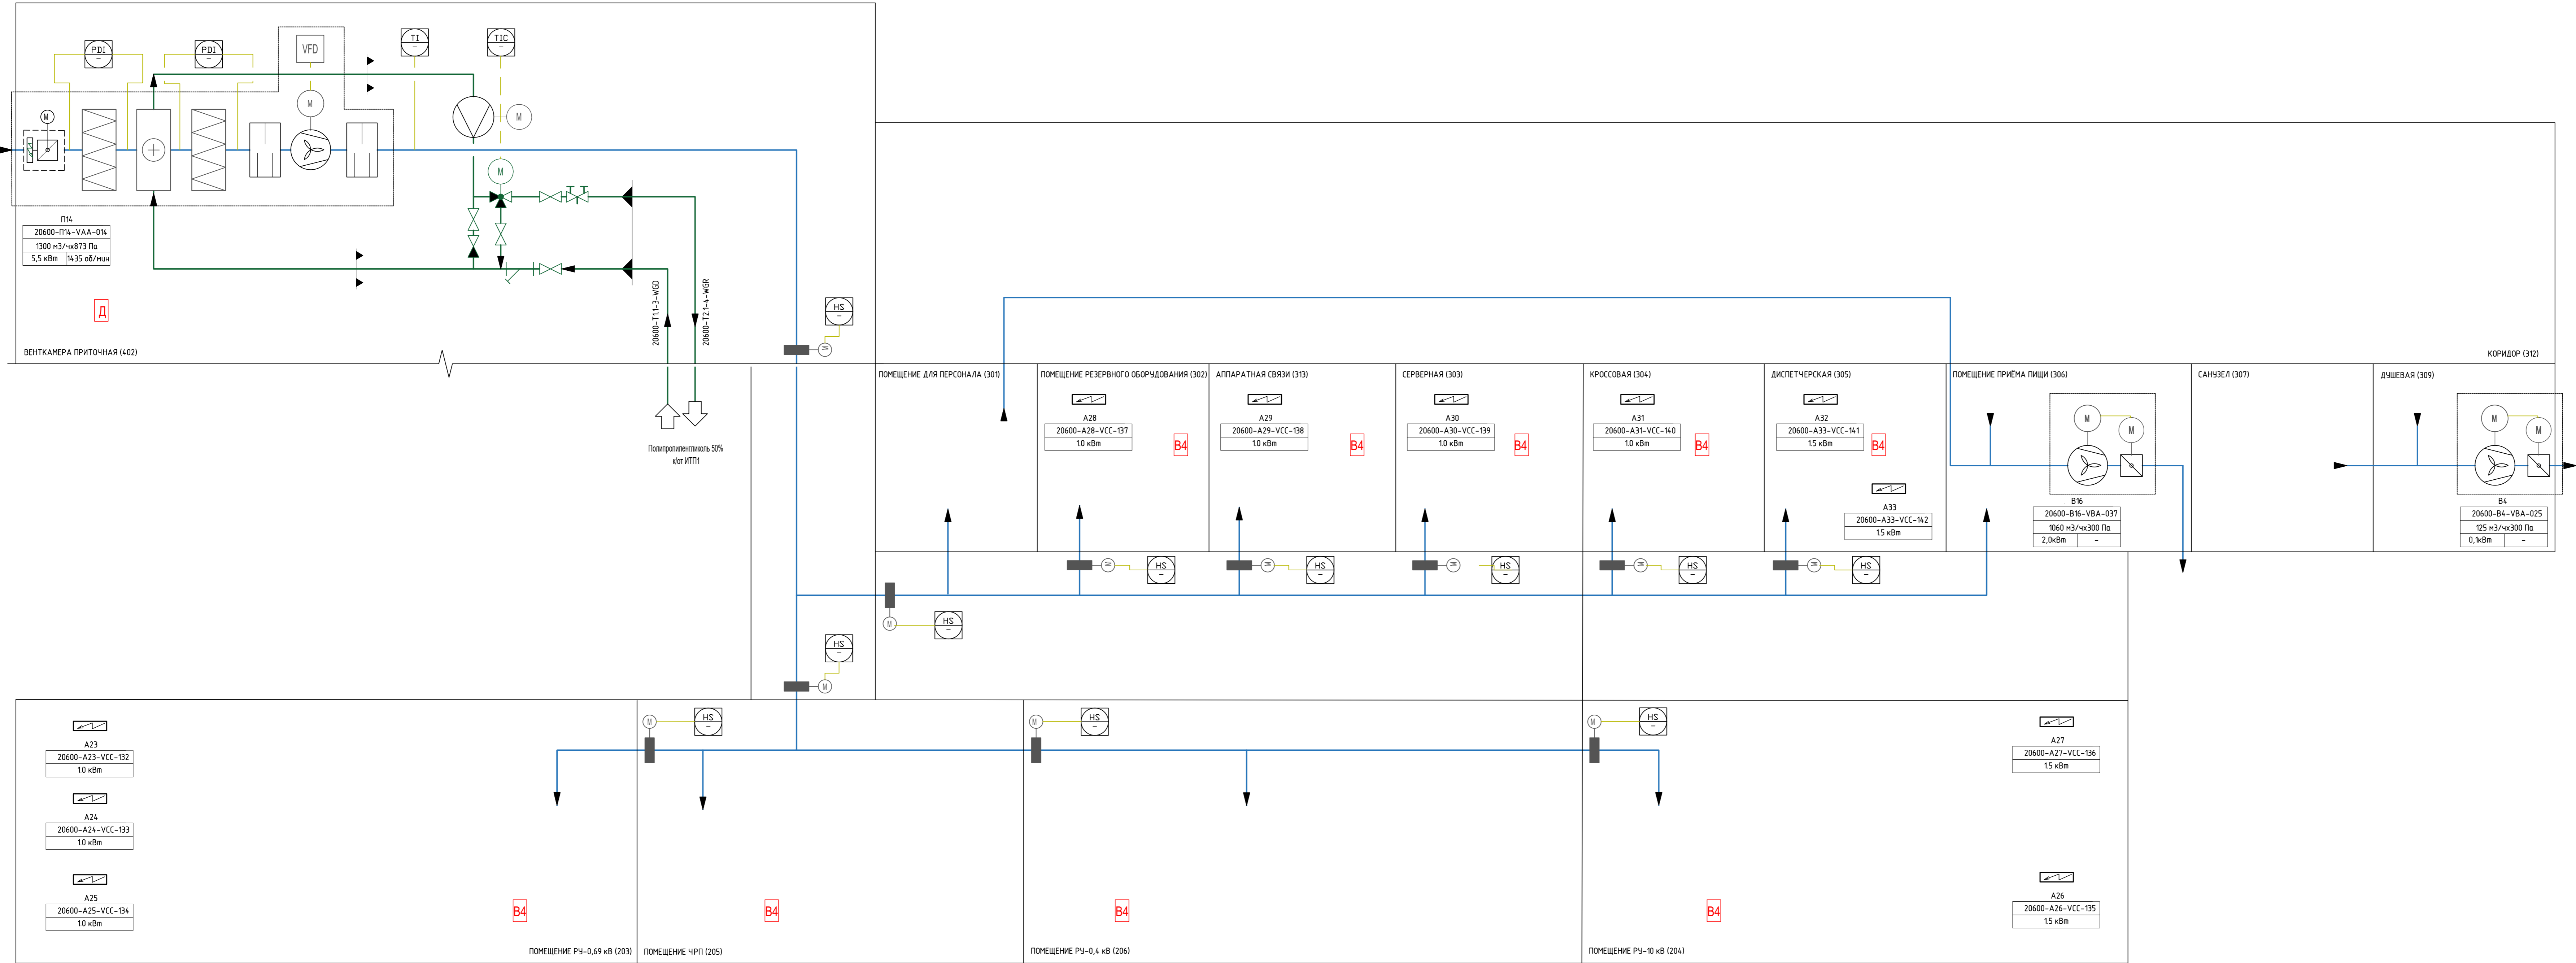 PDI
–
PDI
–
VFD
TI
–
TIC
–
M
M
M
M
П14
20600-П14-VAA-014
1300 м3/чх873 Па
5,5 кВт
1435 об/мин
Д
20600-Т1.1-3-WGD
20600-Т2.1-4-WGR
HS
–
ВЕНТКАМЕРА ПРИТОЧНАЯ (402)
КОРИДОР (312)
Полипропиленгликоль 50%
к/от ИТП1
ПОМЕЩЕНИЕ ДЛЯ ПЕРСОНАЛА (301)
ПОМЕЩЕНИЕ РЕЗЕРВНОГО ОБОРУДОВАНИЯ (302)
А28
20600-А28-VCC-137
1.0 кВт
В4
АППАРАТНАЯ СВЯЗИ (313)
А29
20600-А29-VCC-138
1.0 кВт
В4
СЕРВЕРНАЯ (303)
А30
20600-А30-VCC-139
1.0 кВт
В4
КРОССОВАЯ (304)
А31
20600-А31-VCC-140
1.0 кВт
В4
ДИСПЕТЧЕРСКАЯ (305)
А32
20600-А33-VCC-141
1.5 кВт
В4
А33
20600-А33-VCC-142
1.5 кВт
ПОМЕЩЕНИЕ ПРИЁМА ПИЩИ (306)
M
M
В16
20600-В16-VBA-037
1060 м3/чх300 Па
2,0кВт
–
САНУЗЕЛ (307)
ДУШЕВАЯ (309)
M
M
В4
20600-В4-VBA-025
125 м3/чх300 Па
0,1кВт
–
HS
–
HS
–
HS
–
HS
–
HS
–
M
HS
–
M
HS
–
А23
20600-А23-VCC-132
1.0 кВт
А24
20600-А24-VCC-133
1.0 кВт
А25
20600-А25-VCC-134
1.0 кВт
В4
ПОМЕЩЕНИЕ РУ-0,69 кВ (203)
M
HS
–
В4
ПОМЕЩЕНИЕ ЧРП (205)
M
HS
–
В4
ПОМЕЩЕНИЕ РУ-0,4 кВ (206)
M
HS
–
В4
ПОМЕЩЕНИЕ РУ-10 кВ (204)
А27
20600-А27-VCC-136
1.5 кВт
А26
20600-А26-VCC-135
1.5 кВт